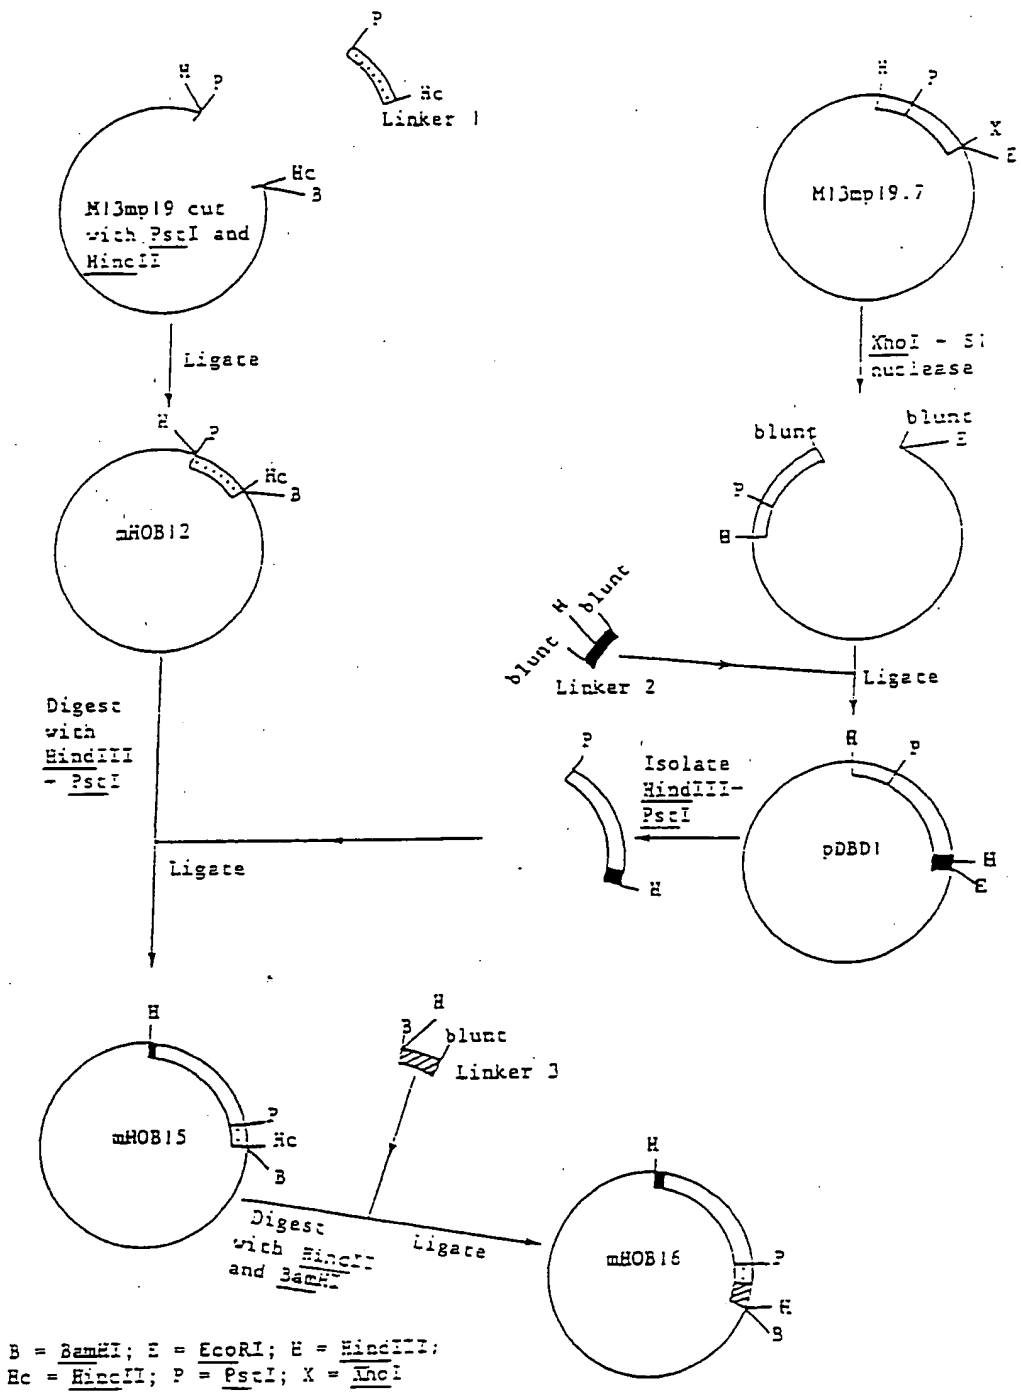 P
H
P
Hc
Linker 1
Hc
B
M13mp19 cut
with PstI and
HincII
H
P
X
E
M13mp19.7
Ligate
XhoI - S1
nuclease
H
P
Hc
B
mHOB12
blunt
blunt
E
P
H
H
blunt
blunt
Linker 2
Ligate
Digest
with
HindIII
- PstI
P
Isolate
HindIII-
PstI
H
H
P
pDBD1
H
E
Ligate
H
P
Hc
B
mHOB15
B
H
blunt
Linker 3
Digest
with HincII
and BamHI
Ligate
H
mHOB16
P
H
B
B = BamHI; E = EcoRI; H = HindIII;
Hc = HincII; P = PstI; X = XhoI